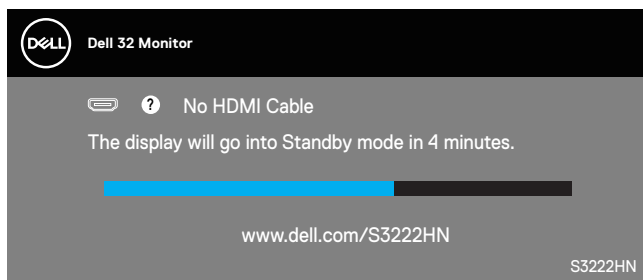 DELL
Dell 32 Monitor
? No HDMI Cable
The display will go into Standby mode in 4 minutes.
www.dell.com/S3222HN
S3222HN